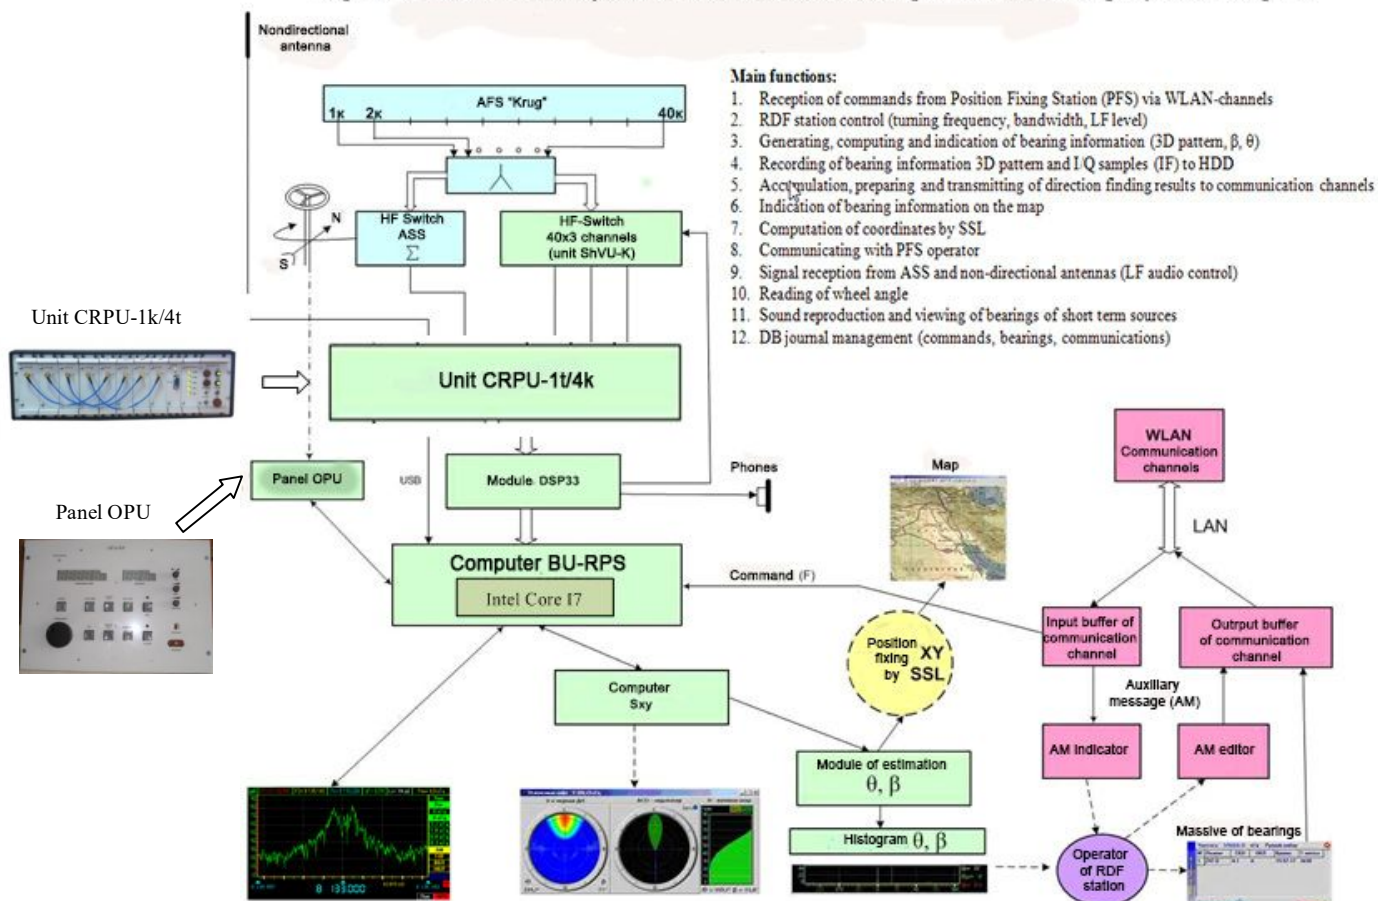 Nondirectional
antenna
AFS "Krug"
1к 2к 40к
N
S
HF Switch
ASS
Σ
HF-Switch
40x3 channels
(unit ShVU-K)
Main functions:
1. Reception of commands from Position Fixing Station (PFS) via WLAN-channels
2. RDF station control (turning frequency, bandwidth, LF level)
3. Generating, computing and indication of bearing information (3D pattern, β, θ)
4. Recording of bearing information 3D pattern and I/Q samples (IF) to HDD
5. Accumulation, preparing and transmitting of direction finding results to communication channels
6. Indication of bearing information on the map
7. Computation of coordinates by SSL
8. Communicating with PFS operator
9. Signal reception from ASS and non-directional antennas (LF audio control)
10. Reading of wheel angle
11. Sound reproduction and viewing of bearings of short term sources
12. DB journal management (commands, bearings, communications)
Unit CRPU-1k/4t
Unit CRPU-1t/4k
Panel OPU
USB
Module DSP33
Phones
Map
WLAN
Communication
channels
LAN
Panel OPU
Computer BU-RPS
Intel Core I7
Command (F)
Position
fixing XY
by SSL
Input buffer of
communication
channel
Outrput buffer
of communication
channel
Computer
Sxy
Auxiliary
message (AM)
AM indicator
AM editor
Module of estimation
θ, β
Histogram θ, β
Operator
of RDF
station
Massive of bearings
8 133.000